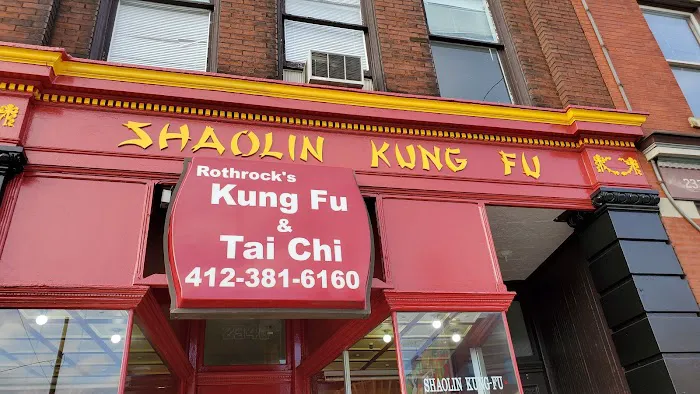 SHAOLIN KUNG FU
Rothrock's
Kung Fu
&
Tai Chi
412-381-6160
SHAOLIN KUNG-FU